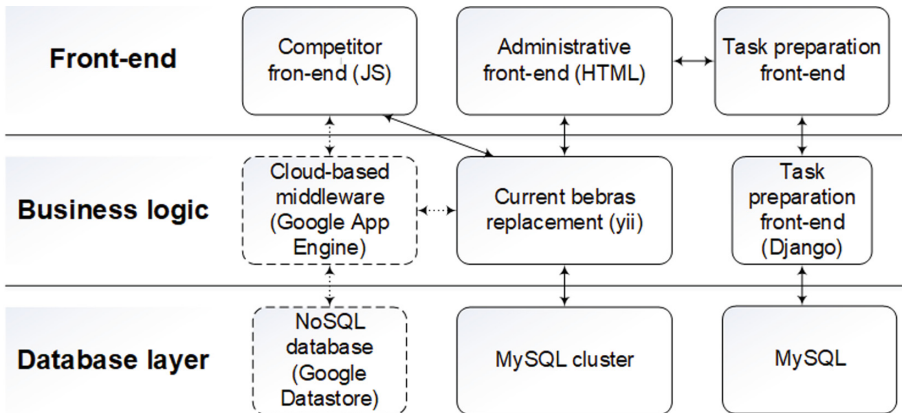 Front-end
Competitor
fron-end (JS)
Administrative
front-end (HTML)
Task preparation
front-end
Business logic
Cloud-based
middleware
(Google App
Engine)
Current bebras
replacement (yii)
Task
preparation
front-end
(Django)
Database layer
NoSQL
database
(Google
Datastore)
MySQL cluster
MySQL